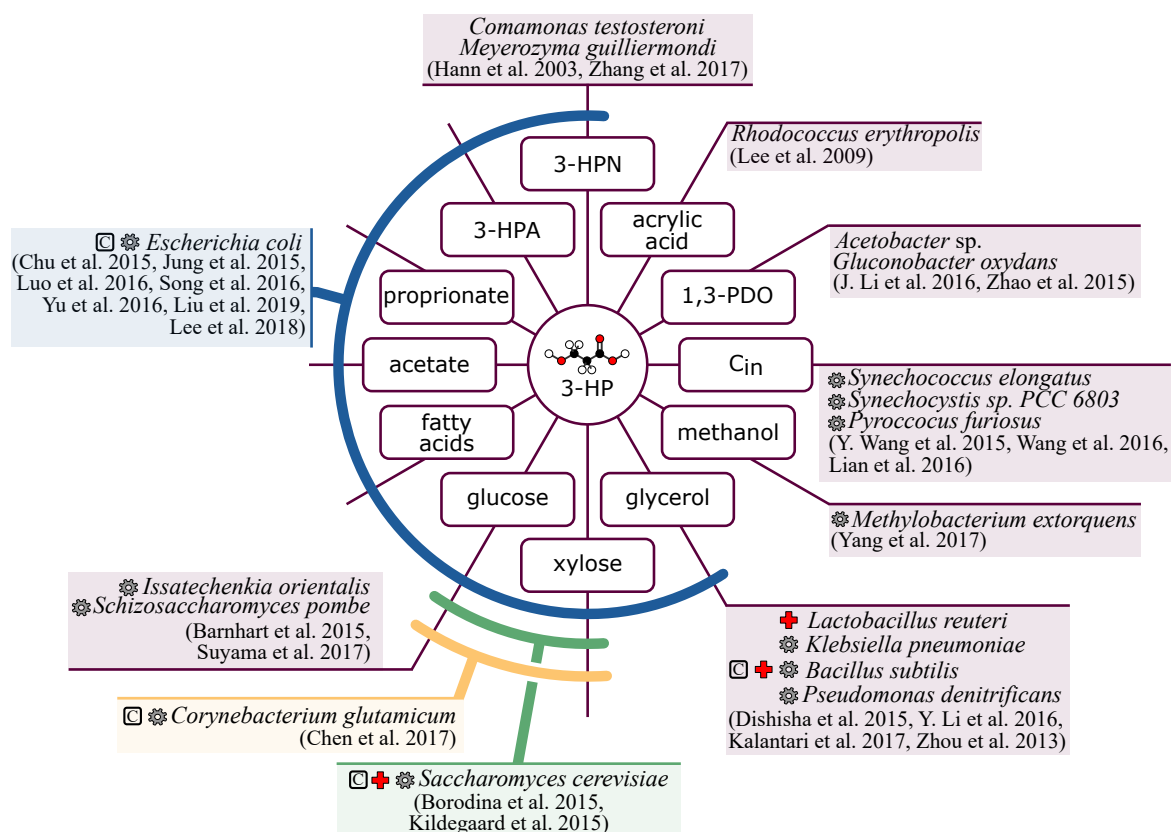 Comamonas testosteroni
Meyerozyma guilliermondi
(Hann et al. 2003, Zhang et al. 2017)
Rhodococcus erythropolis
(Lee et al. 2009)
3-HPN
3-HPA
acrylic
acid
C Escherichia coli
(Chu et al. 2015, Jung et al. 2015,
Luo et al. 2016, Song et al. 2016,
Yu et al. 2016, Liu et al. 2019,
Lee et al. 2018)
Acetobacter sp.
Gluconobacter oxydans
(J. Li et al. 2016, Zhao et al. 2015)
proprionate
1,3-PDO
acetate
3-HP
Cin
fatty
acids
methanol
Synechococcus elongatus
Synechocystis sp. PCC 6803
Pyroccocus furiosus
(Y. Wang et al. 2015, Wang et al. 2016,
Lian et al. 2016)
glucose
glycerol
xylose
Methylobacterium extorquens
(Yang et al. 2017)
Issatechenkia orientalis
Schizosaccharomyces pombe
(Barnhart et al. 2015,
Suyama et al. 2017)
Lactobacillus reuteri
Klebsiella pneumoniae
C Bacillus subtilis
Pseudomonas denitrificans
(Dishisha et al. 2015, Y. Li et al. 2016,
Kalantari et al. 2017, Zhou et al. 2013)
C Corynebacterium glutamicum
(Chen et al. 2017)
C Saccharomyces cerevisiae
(Borodina et al. 2015,
Kildegaard et al. 2015)